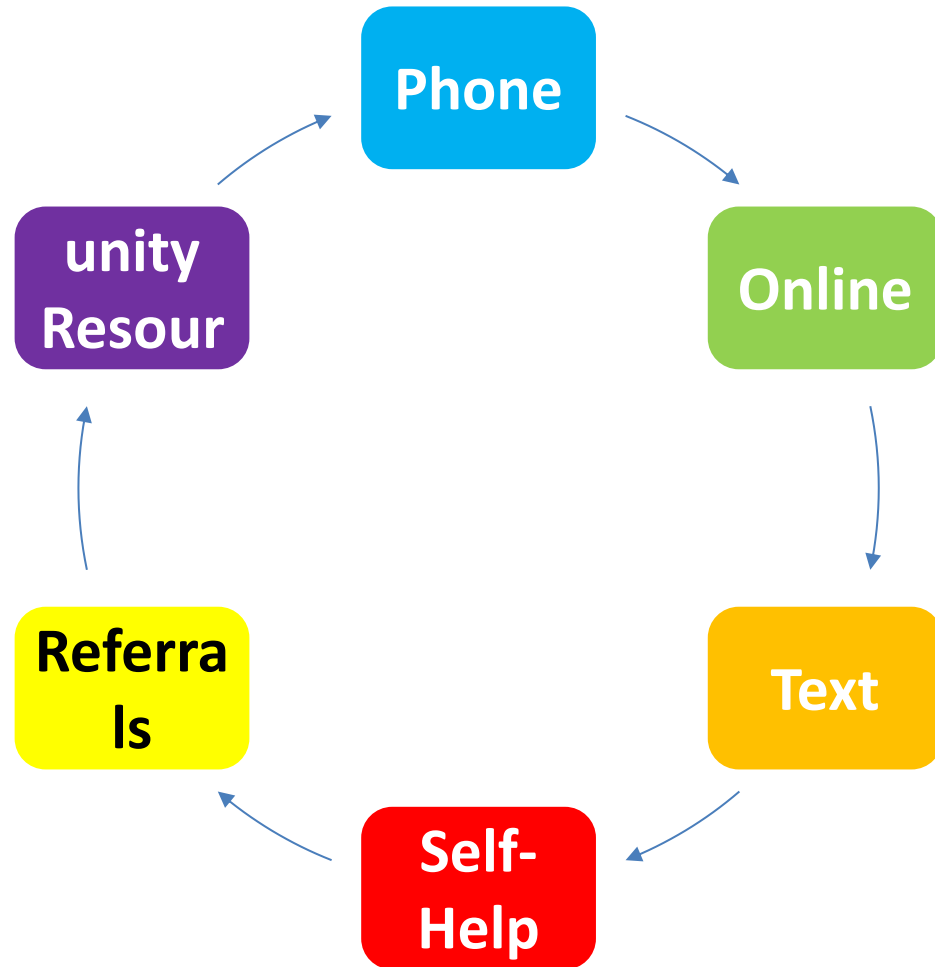 Phone
Online
Text
Self-
Help
Referra
ls
unity
Resour